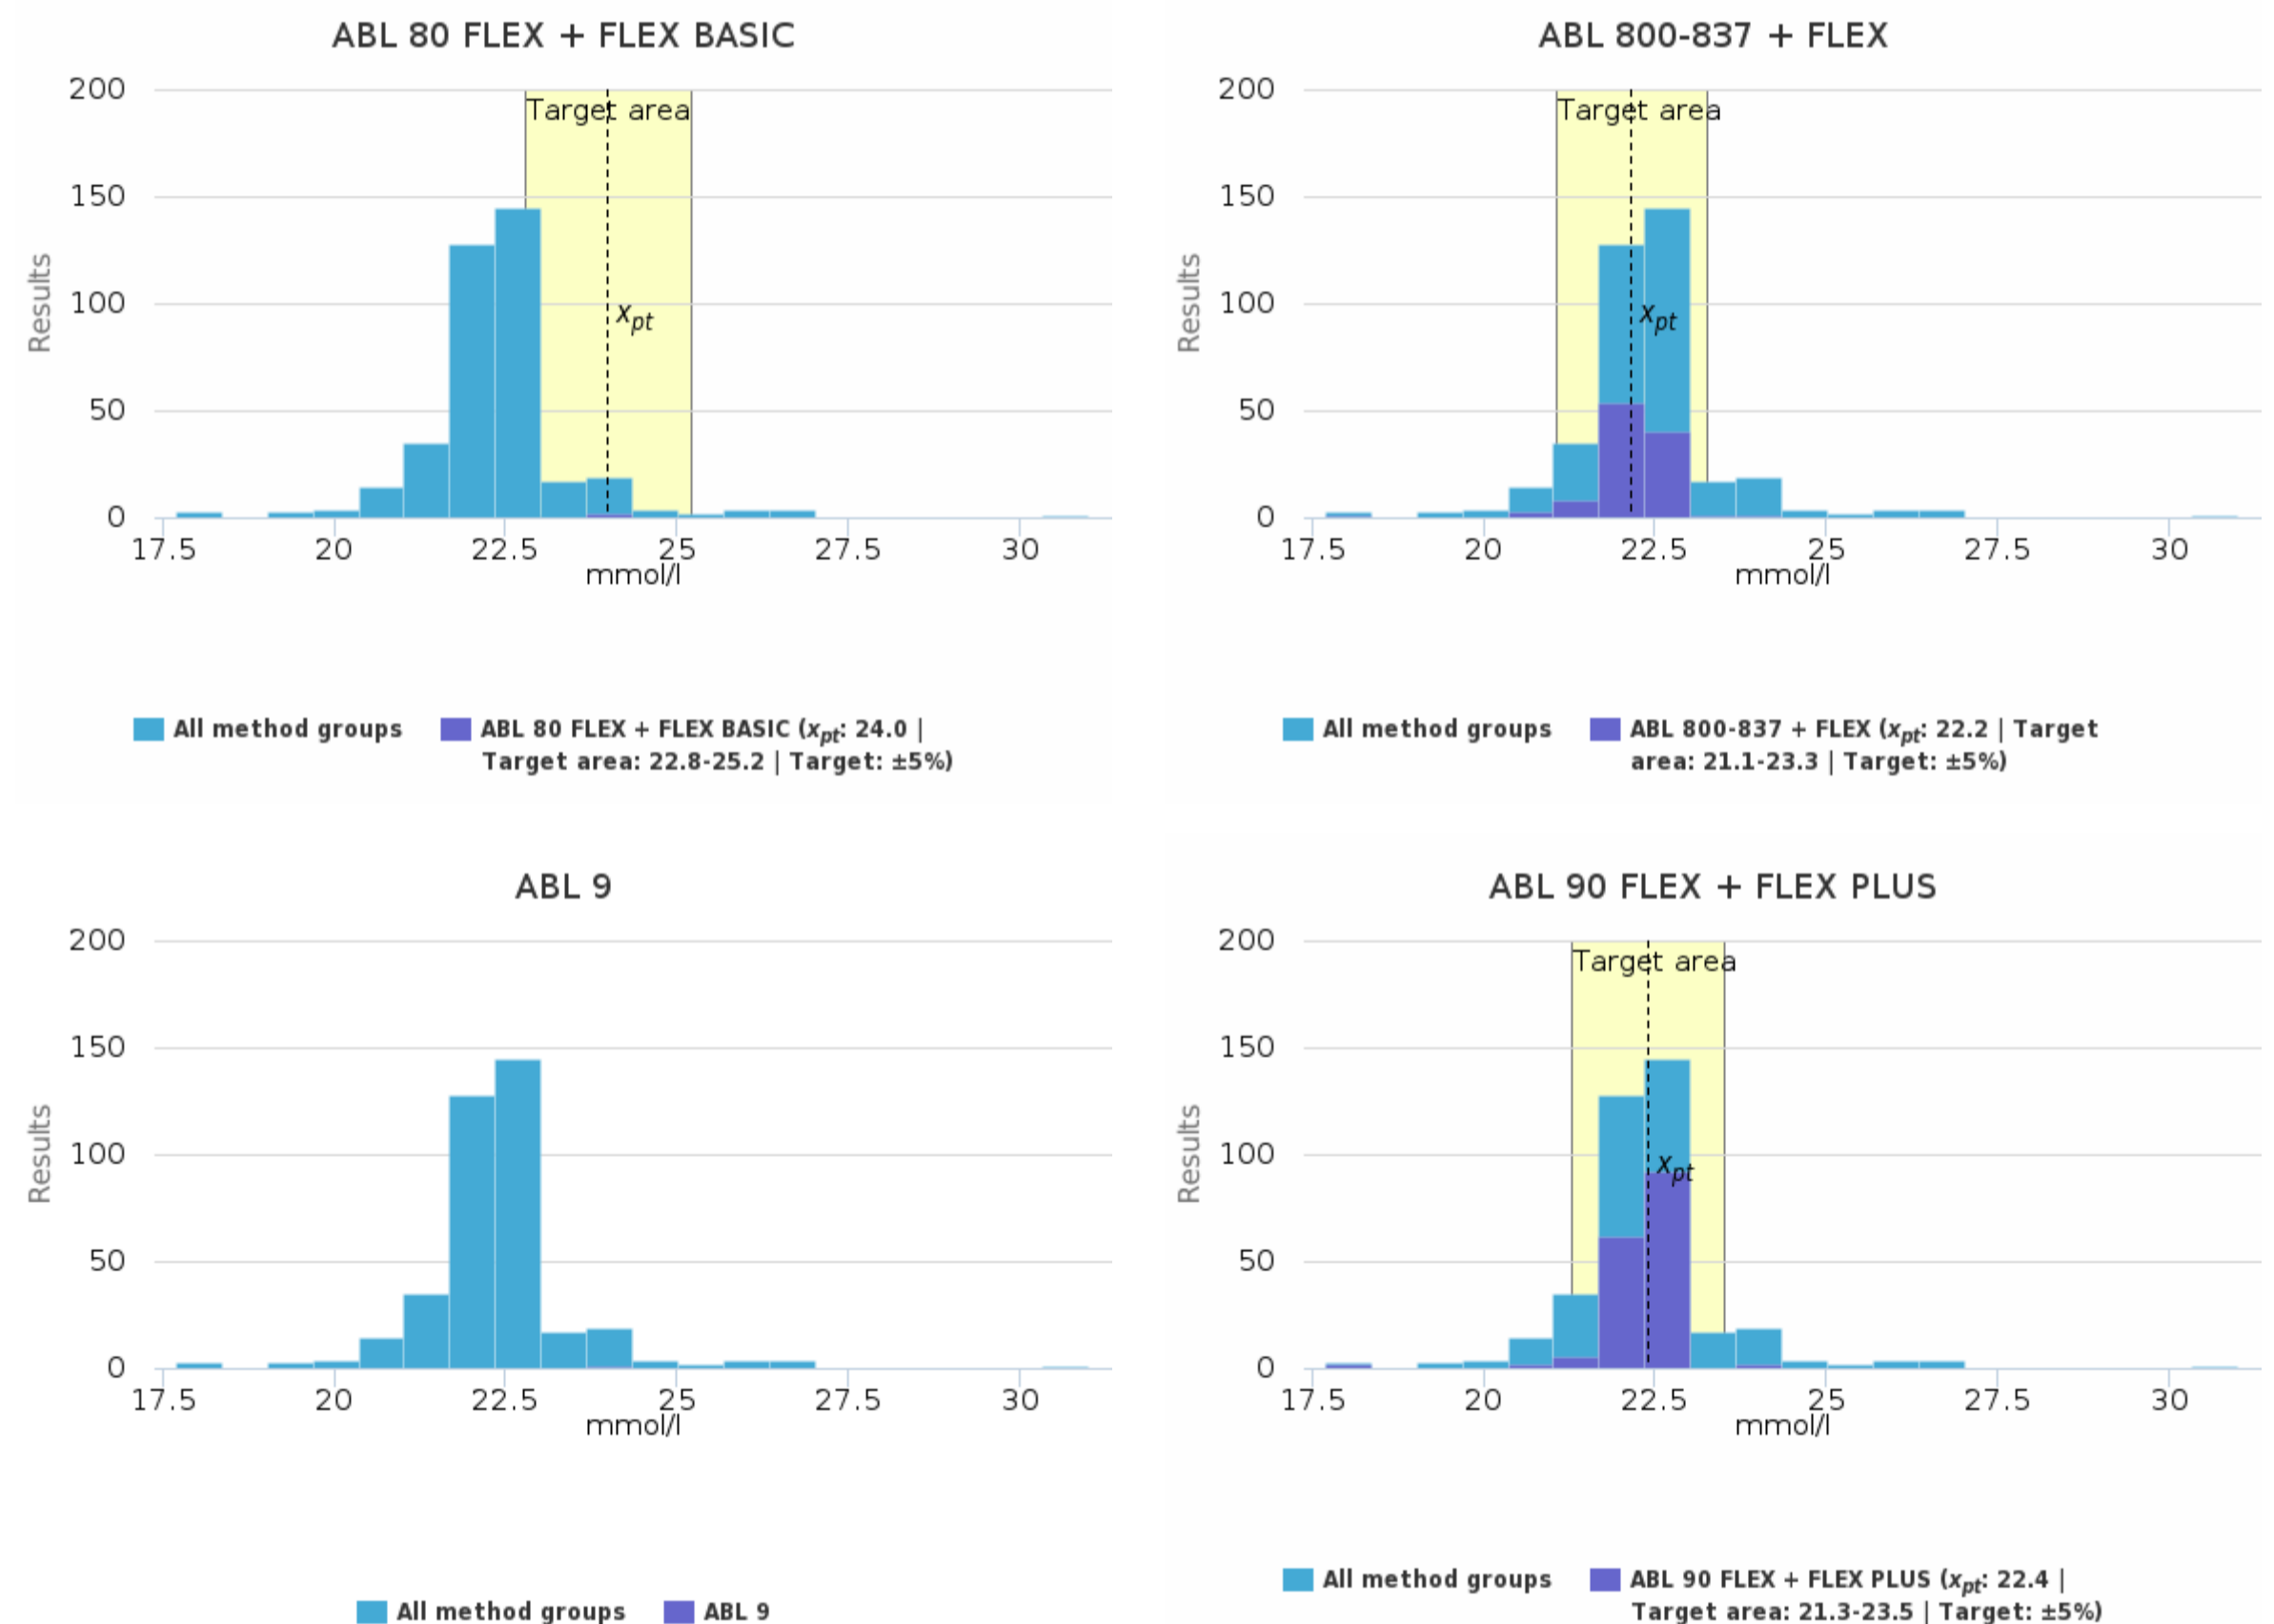 ABL 80 FLEX + FLEX BASIC
200
150
100
50
0
Results
Target area
xpt
17.5 20 22.5 25 27.5 30
mmol/l
All method groups
ABL 80 FLEX + FLEX BASIC (xpt: 24.0 |
Target area: 22.8-25.2 | Target: ±5%)
ABL 800-837 + FLEX
200
150
100
50
0
Results
Target area
xpt
17.5 20 22.5 25 27.5 30
mmol/l
All method groups
ABL 800-837 + FLEX (xpt: 22.2 | Target
area: 21.1-23.3 | Target: ±5%)
ABL 9
200
150
100
50
0
Results
17.5 20 22.5 25 27.5 30
mmol/l
All method groups
ABL 9
ABL 90 FLEX + FLEX PLUS
200
150
100
50
0
Results
Target area
xpt
17.5 20 22.5 25 27.5 30
mmol/l
All method groups
ABL 90 FLEX + FLEX PLUS (xpt: 22.4 |
Target area: 21.3-23.5 | Target: ±5%)